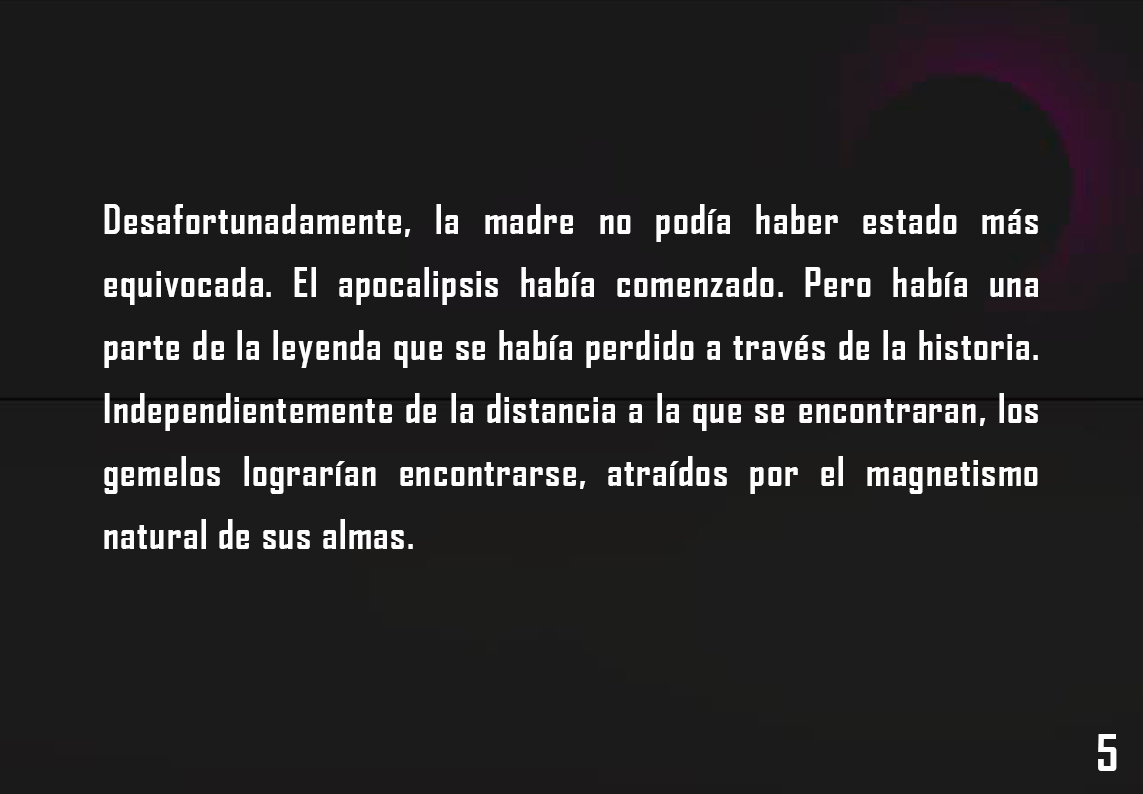 Desafortunadamente, la madre no podía haber estado más
equivocada. El apocalipsis había comenzado. Pero había una
parte de la leyenda que se había perdido a través de la historia.
Independientemente de la distancia a la que se encontraran, los
gemelos lograrían encontrarse, atraídos por el magnetismo
natural de sus almas.
5